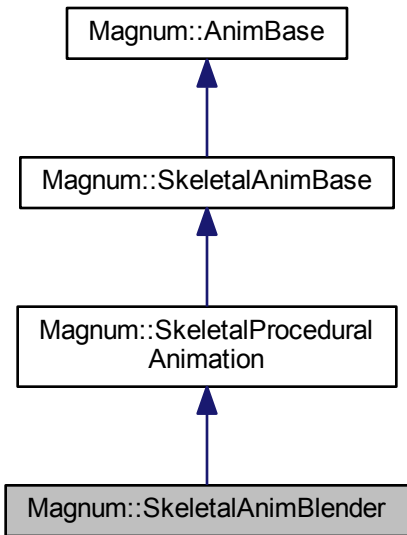 Magnum::AnimBase
Magnum::SkeletalAnimBase
Magnum::SkeletalProcedural
Animation
Magnum::SkeletalAnimBlender